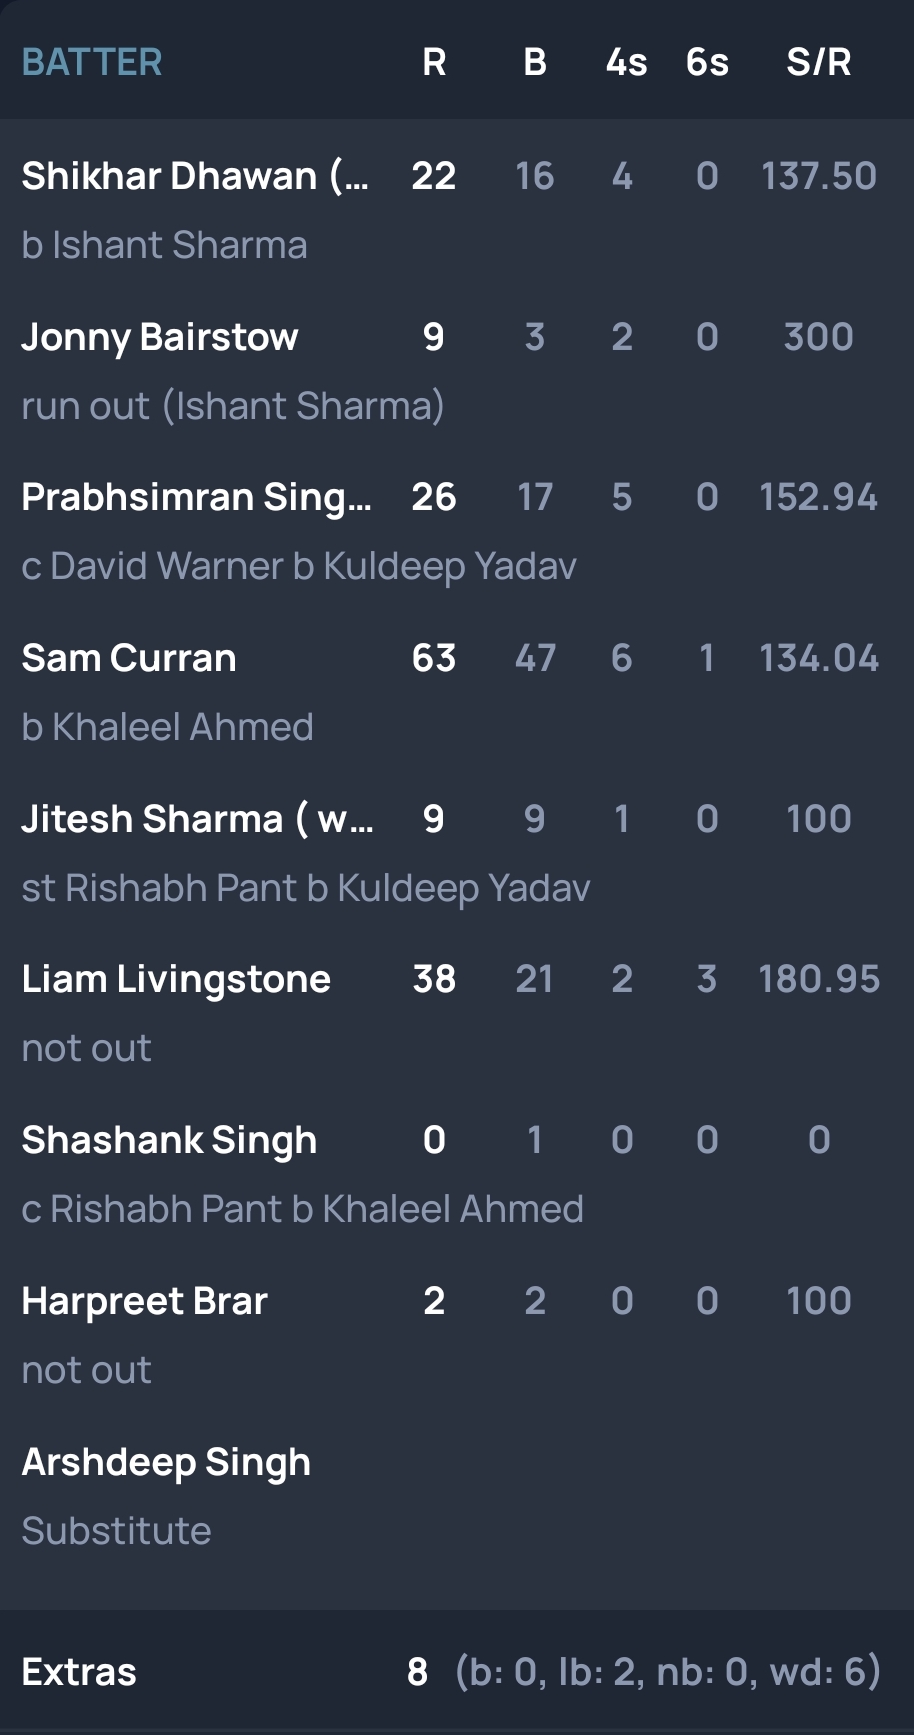 BATTER R B 4s 6s S/R
Shikhar Dhawan (... 22 16 4 0 137.50
b Ishant Sharma
Jonny Bairstow 9 3 2 0 300
run out (Ishant Sharma)
Prabhsimran Sing... 26 17 5 0 152.94
c David Warner b Kuldeep Yadav
Sam Curran 63 47 6 1 134.04
b Khaleel Ahmed
Jitesh Sharma ( w... 9 9 1 0 100
st Rishabh Pant b Kuldeep Yadav
Liam Livingstone 38 21 2 3 180.95
not out
Shashank Singh 0 1 0 0 0
c Rishabh Pant b Khaleel Ahmed
Harpreet Brar 2 2 0 0 100
not out
Arshdeep Singh
Substitute
Extras 8 (b: 0, lb: 2, nb: 0, wd: 6)